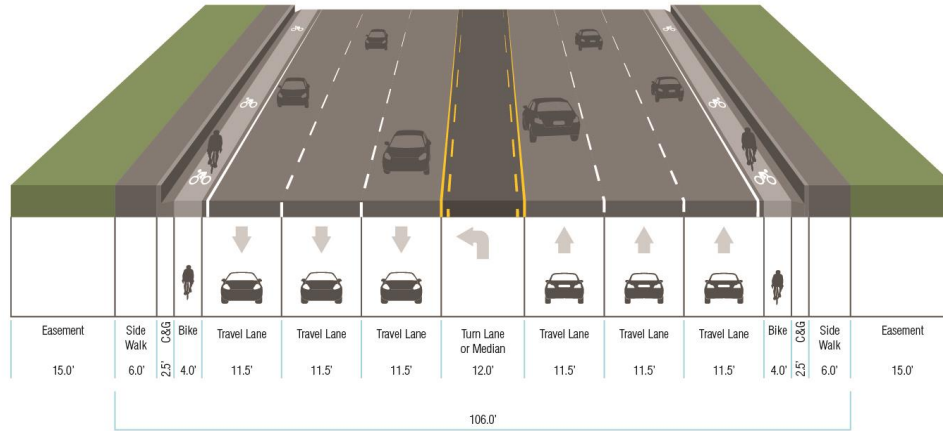 Easement
15.0'
Side
Walk
6.0'
C&G
2.5'
Bike
4.0'
Travel Lane
11.5'
Travel Lane
11.5'
Travel Lane
11.5'
Turn Lane
or Median
12.0'
Travel Lane
11.5'
Travel Lane
11.5'
Travel Lane
11.5'
Bike
4.0'
C&G
2.5'
Side
Walk
6.0'
Easement
15.0'
106.0'